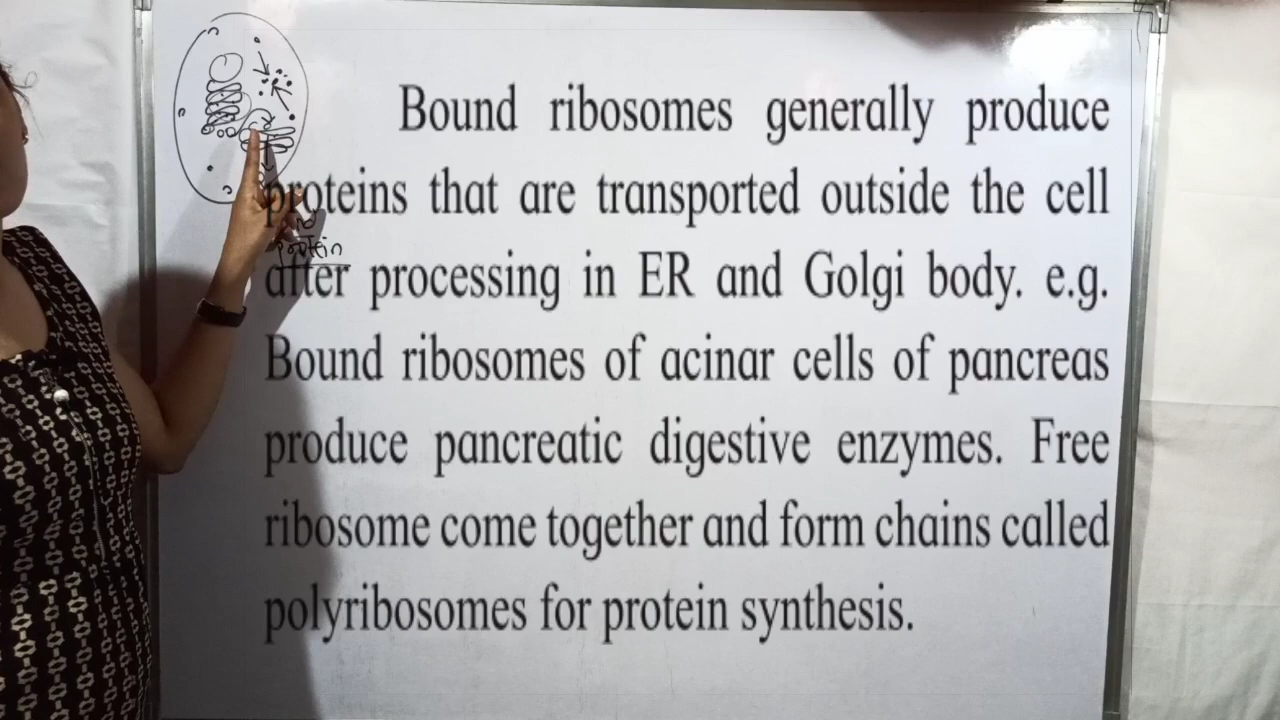 Bound ribosomes generally produce
proteins that are transported outside the cell
protein
after processing in ER and Golgi body. e.g.
Bound ribosomes of acinar cells of pancreas
produce pancreatic digestive enzymes. Free
ribosome come together and form chains called
polyribosomes for protein synthesis.